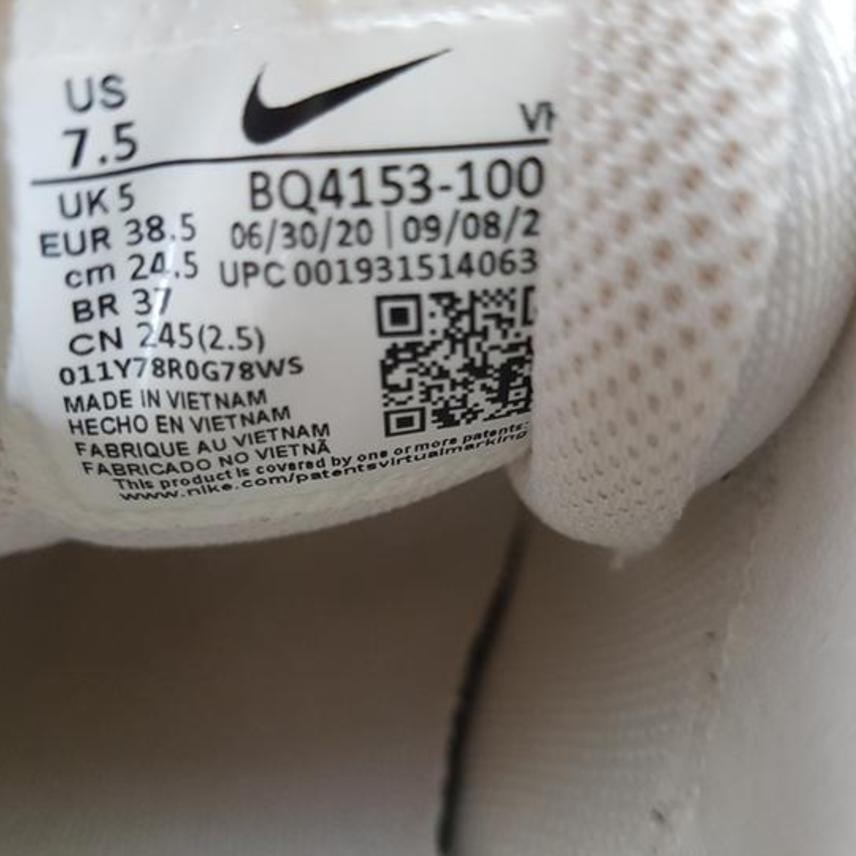 US
7.5
UK 5
EUR 38.5
cm 24.5
BR 37
CN 245(2.5)
011Y78R0G78WS
MADE IN VIETNAM
HECHO EN VIETNAM
FABRIQUE AU VIETNAM
FABRICADO NO VIETNÃ
This product is covered by one or more patents:
www.nike.com/patentsvirtualmarking
BQ4153-100
06/30/20 | 09/08/2
UPC 001931514063